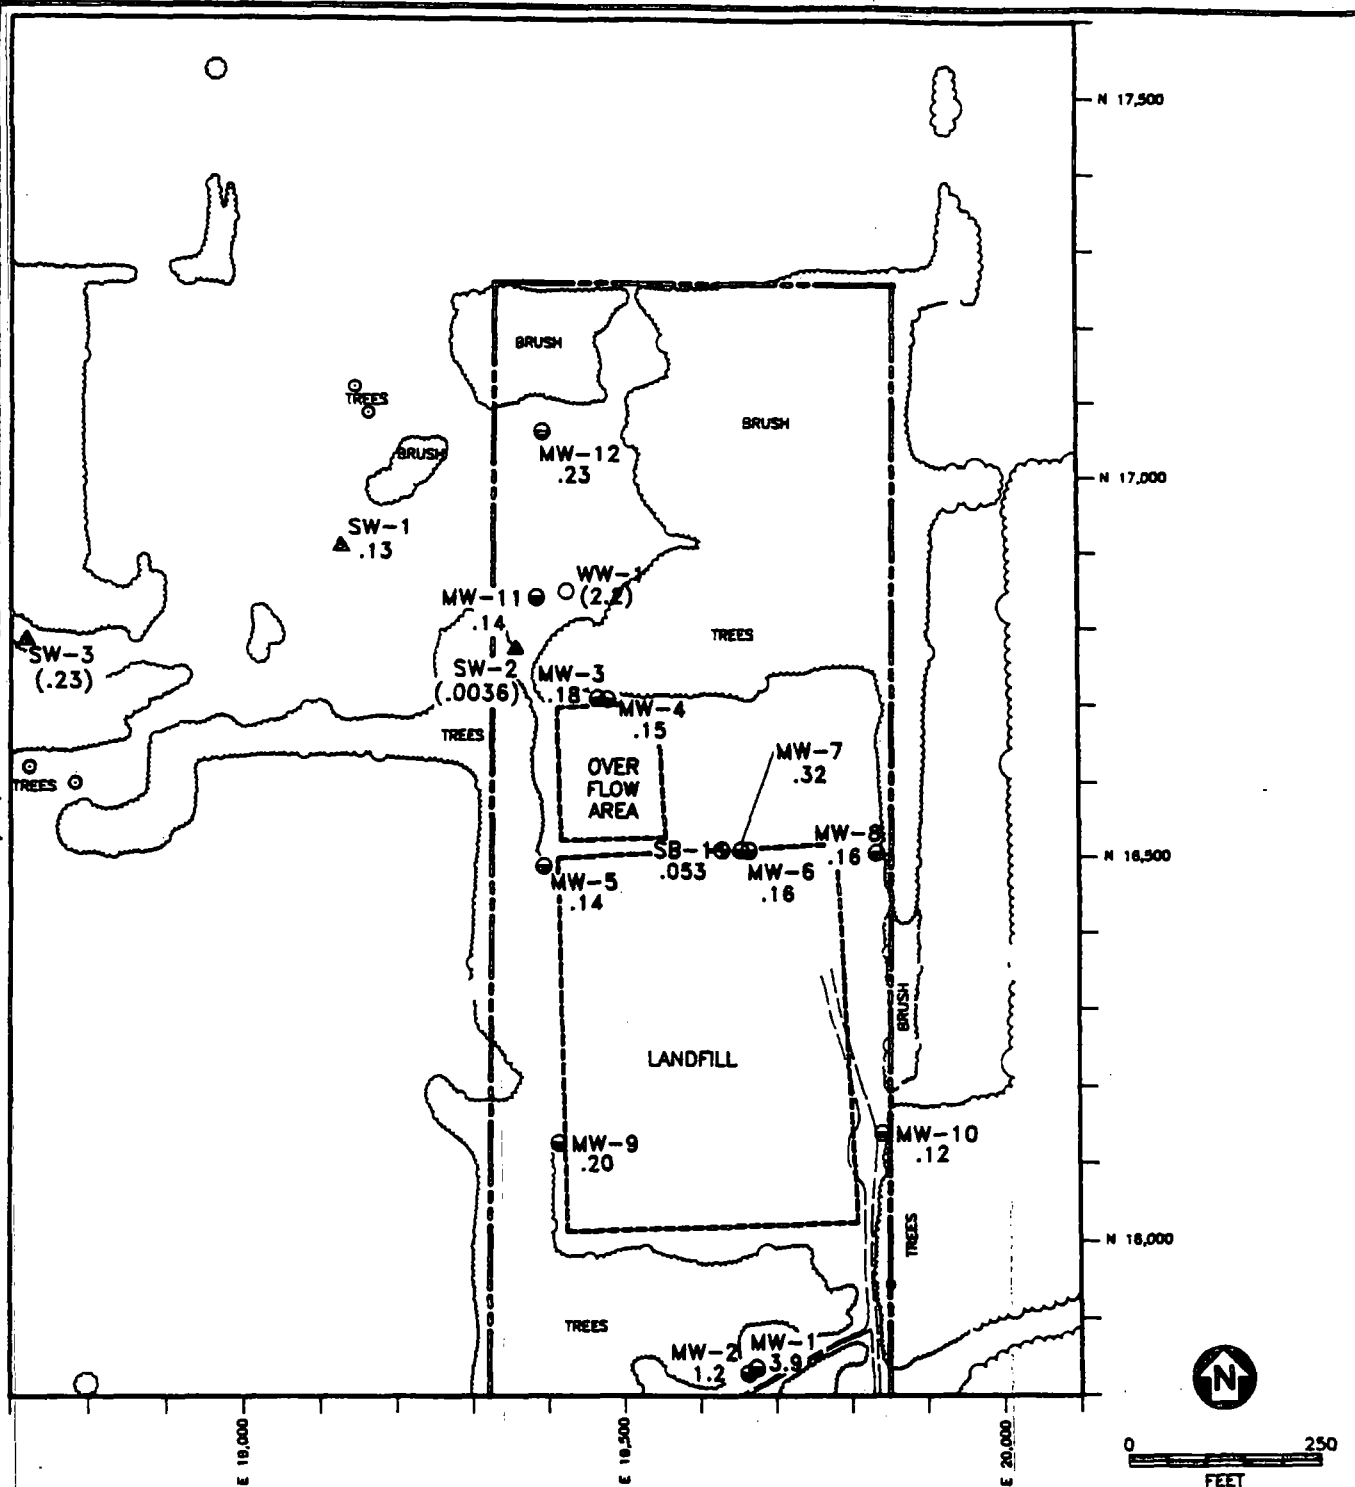 N 17,500
BRUSH
TREES
BRUSH
BRUSH
MW-12
.23
N 17,000
SW-1
.13
WW-1
(2.2)
MW-11
.14
TREES
SW-3
(.23)
SW-2
(.0036)
MW-3
.18
MW-4
.15
TREES
MW-7
.32
OVER
FLOW
AREA
TREES
MW-8
.16
SB-1
.053
MW-6
.16
N 16,500
MW-5
.14
BRUSH
LANDFILL
MW-9
.20
MW-10
.12
TREES
N 16,000
TREES
MW-2
1.2
MW-1
3.9
N
E 19,000
E 19,500
E 20,000
0 250
FEET